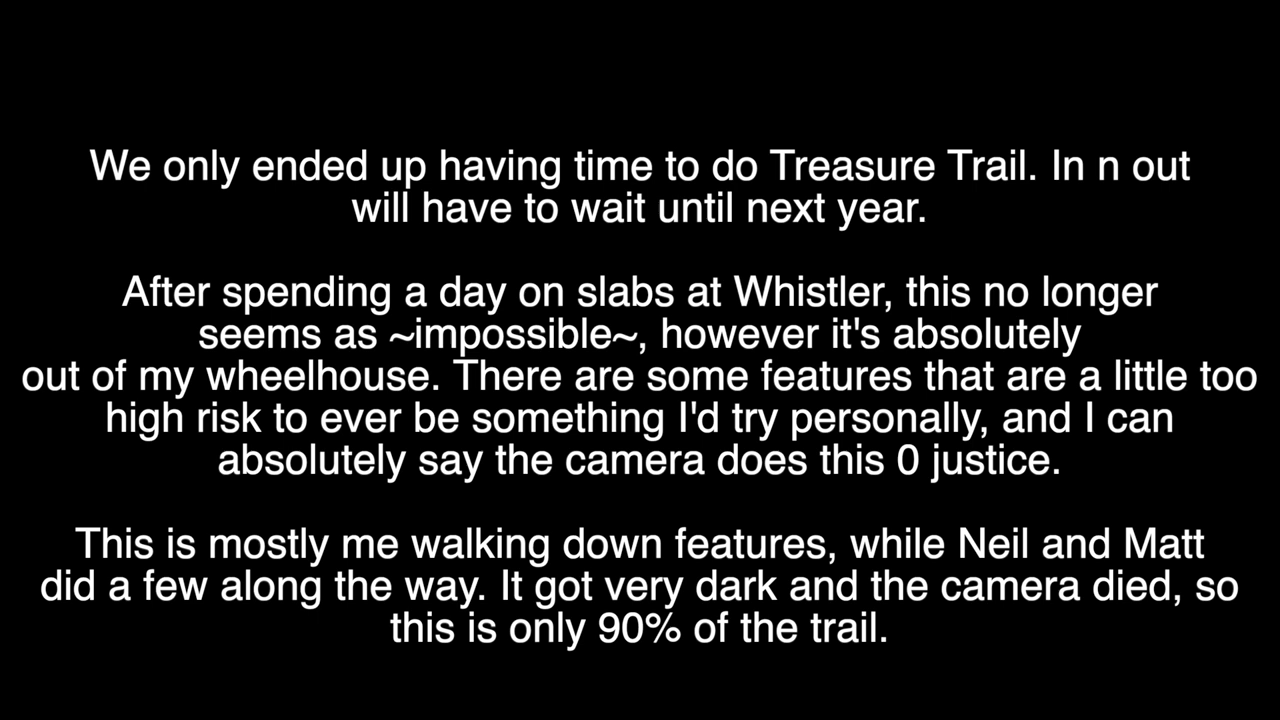 We only ended up having time to do Treasure Trail. In n out
will have to wait until next year.
After spending a day on slabs at Whistler, this no longer
seems as ~impossible~, however it's absolutely
out of my wheelhouse. There are some features that are a little too
high risk to ever be something I'd try personally, and I can
absolutely say the camera does this 0 justice.
This is mostly me walking down features, while Neil and Matt
did a few along the way. It got very dark and the camera died, so
this is only 90% of the trail.